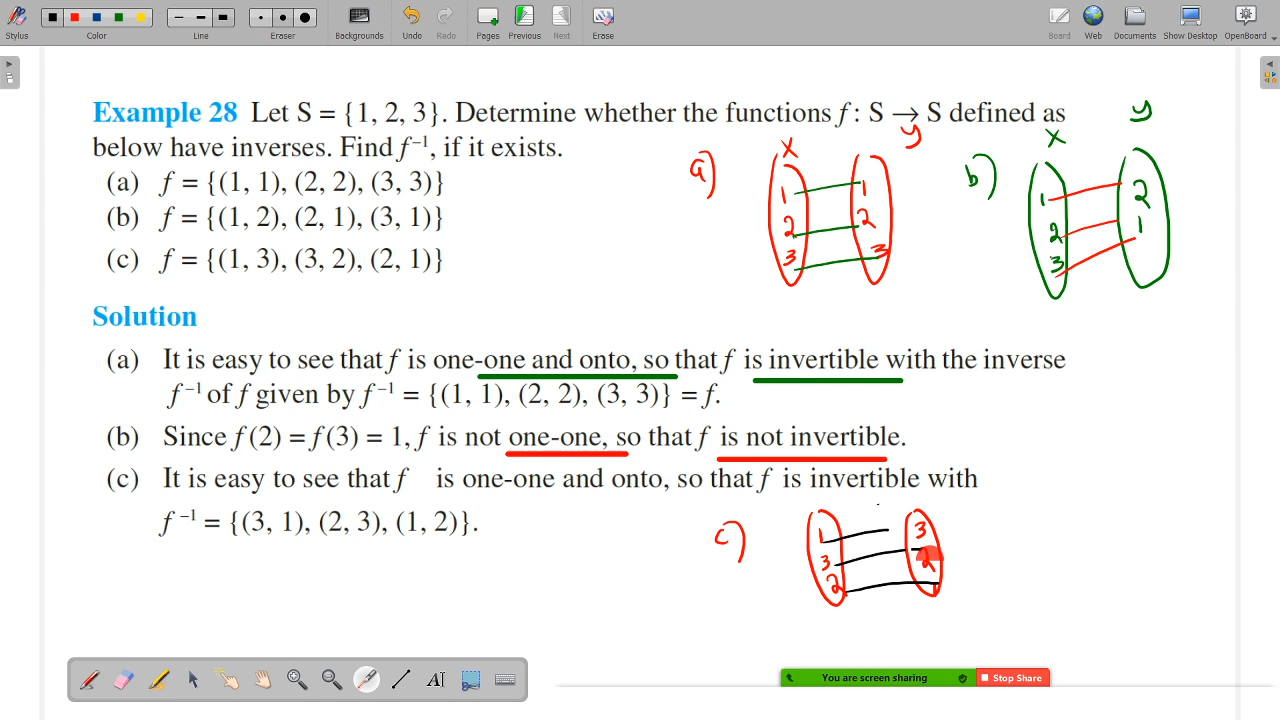 Stylus Color Line Eraser Backgrounds Undo Redo Pages Previous Next Erase Board Web Documents Show Desktop OpenBoard
Example 28 Let S = {1, 2, 3}. Determine whether the functions f : S → S defined as
below have inverses. Find f⁻¹, if it exists.
(a) f = {(1, 1), (2, 2), (3, 3)}
(b) f = {(1, 2), (2, 1), (3, 1)}
(c) f = {(1, 3), (3, 2), (2, 1)}
a)
x y
1 1
2 2
3 3
b)
x y
1 2
2 1
3
Solution
(a) It is easy to see that f is one-one and onto, so that f is invertible with the inverse
f⁻¹ of f given by f⁻¹ = {(1, 1), (2, 2), (3, 3)} = f.
(b) Since f (2) = f (3) = 1, f is not one-one, so that f is not invertible.
(c) It is easy to see that f is one-one and onto, so that f is invertible with
f⁻¹ = {(3, 1), (2, 3), (1, 2)}.
c)
1 3
3 2
2 1
You are screen sharing Stop Share